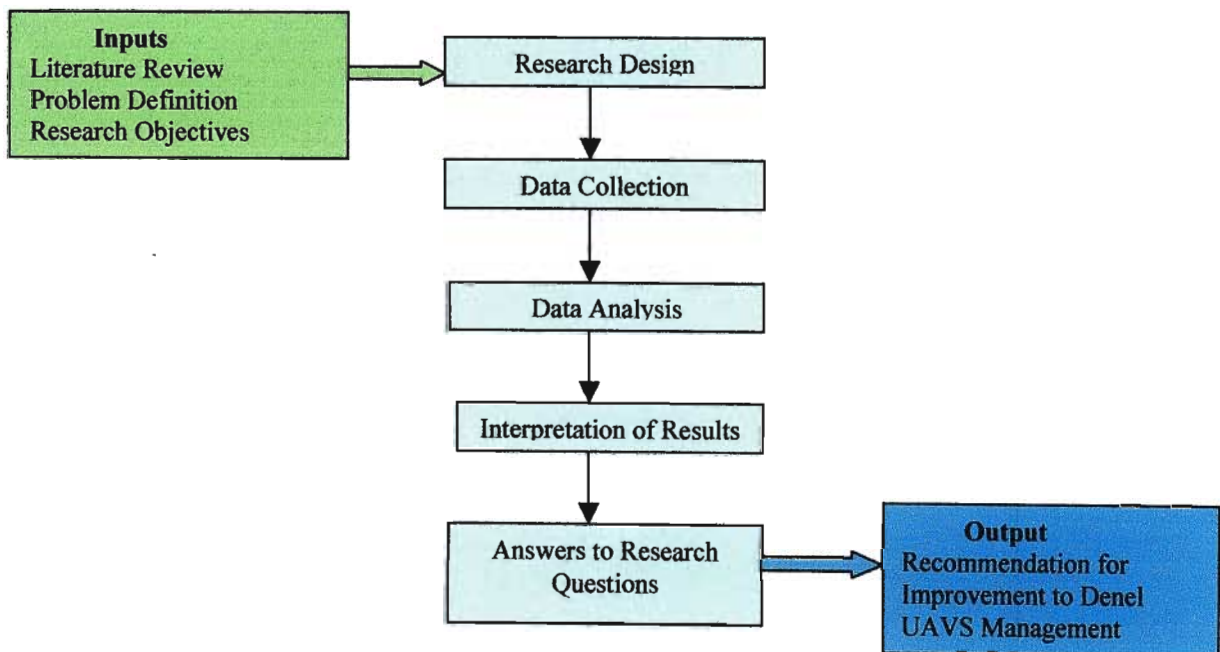 Inputs
Literature Review
Problem Definition
Research Objectives
Research Design
Data Collection
Data Analysis
Interpretation of Results
Answers to Research
Questions
Output
Recommendation for
Improvement to Denel
UAVS Management